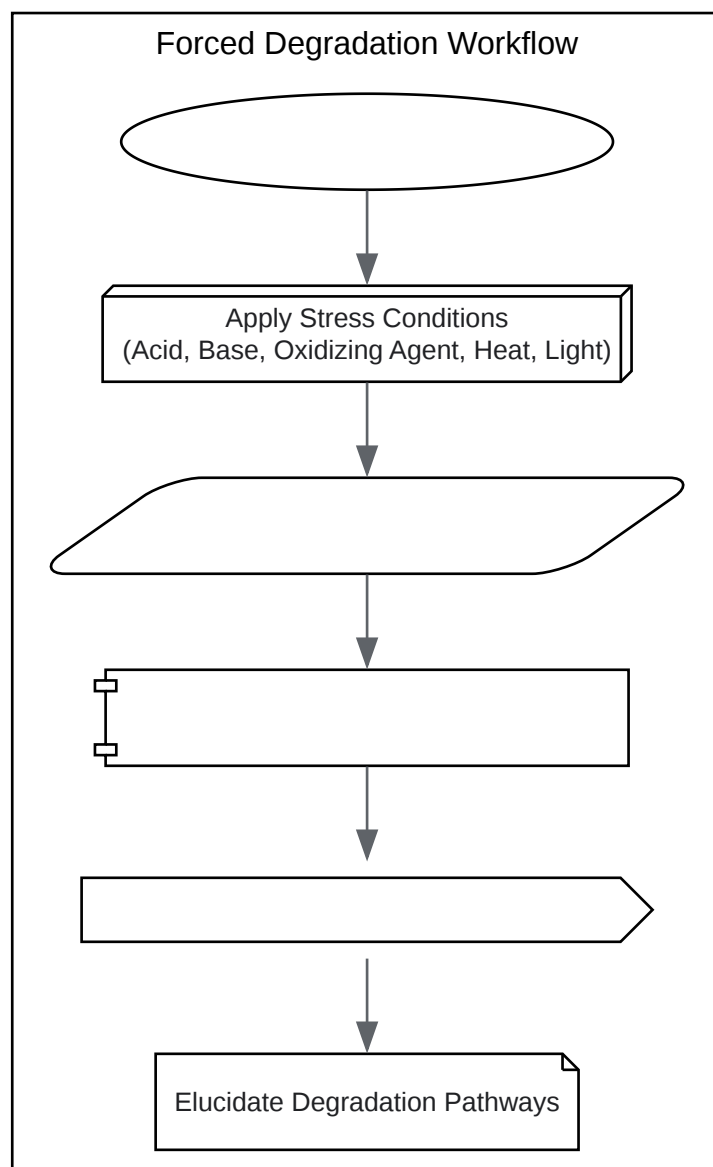 Forced Degradation Workflow
Apply Stress Conditions
(Acid, Base, Oxidizing Agent, Heat, Light)
Elucidate Degradation Pathways